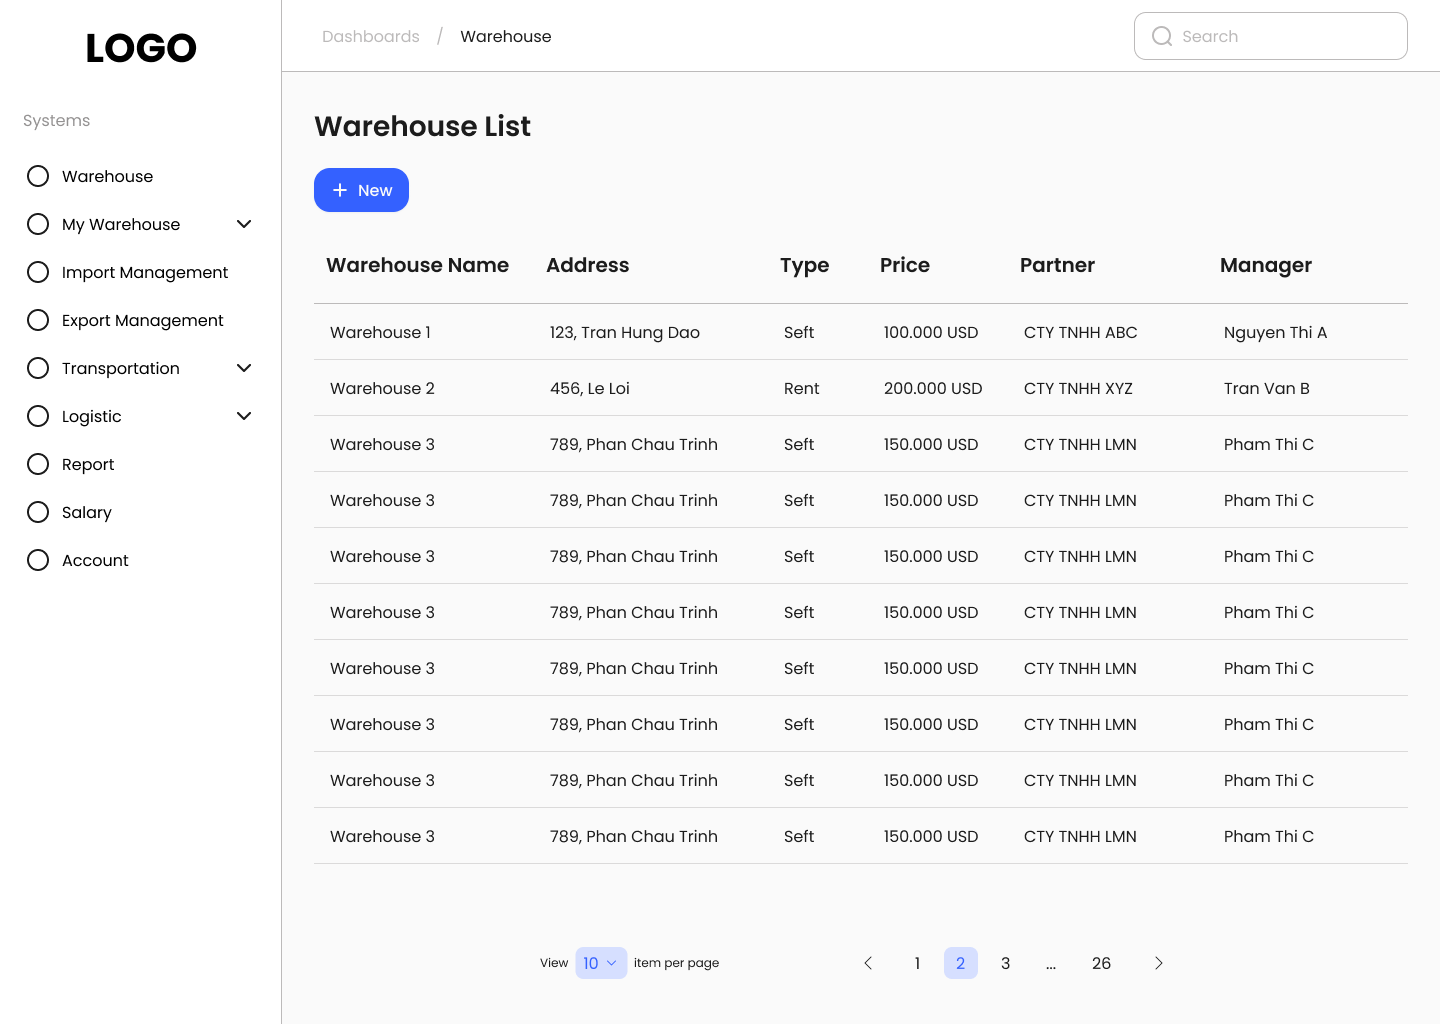 LOGO
Systems
Warehouse
My Warehouse
Import Management
Export Management
Transportation
Logistic
Report
Salary
Account
Dashboards / Warehouse
Search
Warehouse List
+ New
Warehouse Name Address Type Price Partner Manager
Warehouse 1 123, Tran Hung Dao Seft 100.000 USD CTY TNHH ABC Nguyen Thi A
Warehouse 2 456, Le Loi Rent 200.000 USD CTY TNHH XYZ Tran Van B
Warehouse 3 789, Phan Chau Trinh Seft 150.000 USD CTY TNHH LMN Pham Thi C
Warehouse 3 789, Phan Chau Trinh Seft 150.000 USD CTY TNHH LMN Pham Thi C
Warehouse 3 789, Phan Chau Trinh Seft 150.000 USD CTY TNHH LMN Pham Thi C
Warehouse 3 789, Phan Chau Trinh Seft 150.000 USD CTY TNHH LMN Pham Thi C
Warehouse 3 789, Phan Chau Trinh Seft 150.000 USD CTY TNHH LMN Pham Thi C
Warehouse 3 789, Phan Chau Trinh Seft 150.000 USD CTY TNHH LMN Pham Thi C
Warehouse 3 789, Phan Chau Trinh Seft 150.000 USD CTY TNHH LMN Pham Thi C
Warehouse 3 789, Phan Chau Trinh Seft 150.000 USD CTY TNHH LMN Pham Thi C
View 10 item per page 1 2 3 ... 26